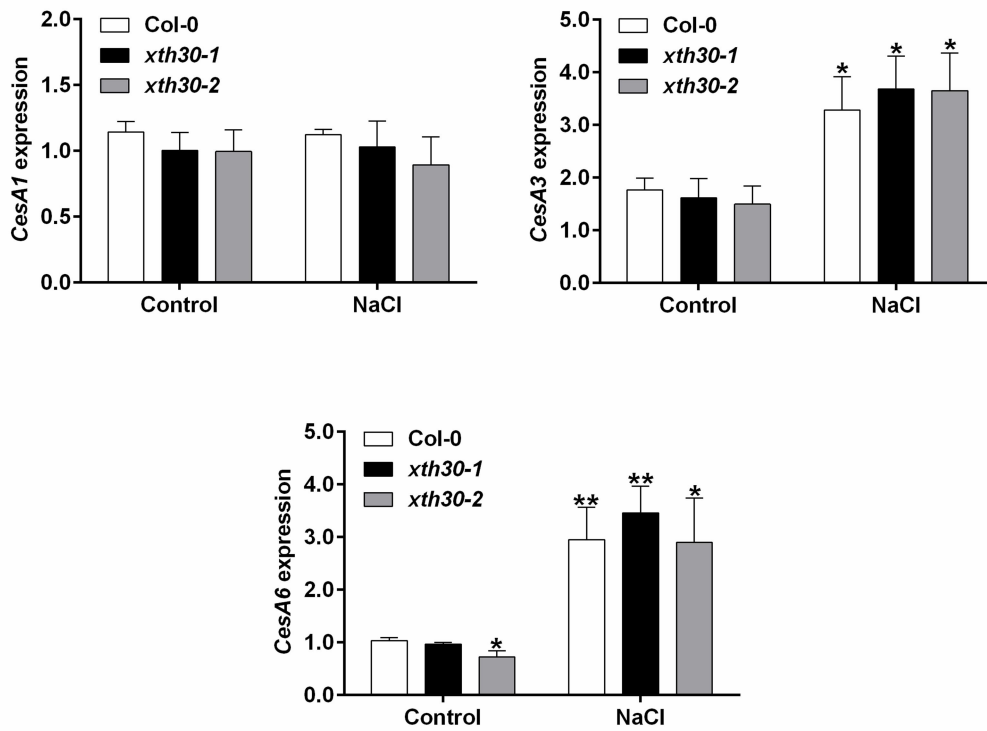 2.0
1.5
1.0
0.5
0.0
CesA1 expression
Col-0
xth30-1
xth30-2
Control NaCl
5.0
4.0
3.0
2.0
1.0
0.0
CesA3 expression
Col-0
xth30-1
xth30-2
* * *
Control NaCl
5.0
4.0
3.0
2.0
1.0
0.0
CesA6 expression
Col-0
xth30-1
xth30-2
* ** ** *
Control NaCl